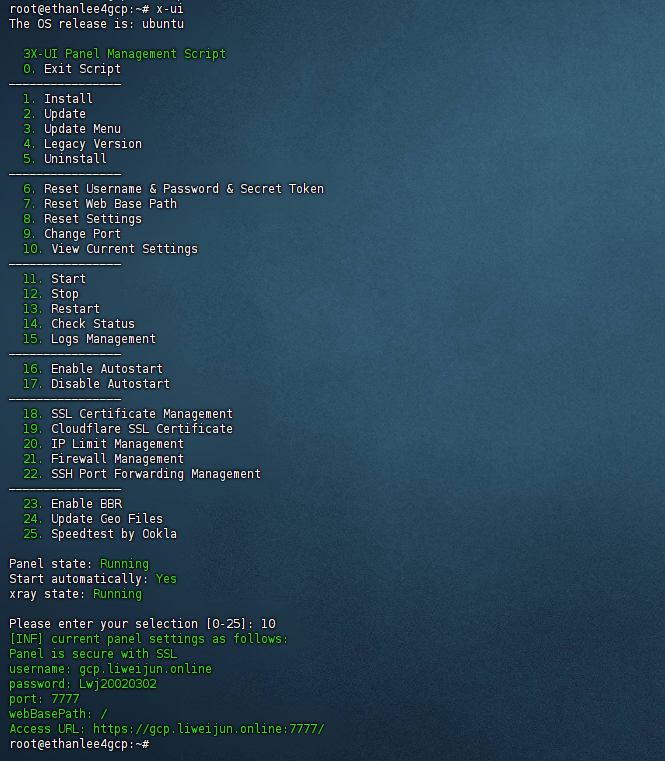 root@ethanlee4gcp:~# x-ui
The OS release is: ubuntu
3X-UI Panel Management Script
0. Exit Script
————————————————
1. Install
2. Update
3. Update Menu
4. Legacy Version
5. Uninstall
————————————————
6. Reset Username & Password & Secret Token
7. Reset Web Base Path
8. Reset Settings
9. Change Port
10. View Current Settings
————————————————
11. Start
12. Stop
13. Restart
14. Check Status
15. Logs Management
————————————————
16. Enable Autostart
17. Disable Autostart
————————————————
18. SSL Certificate Management
19. Cloudflare SSL Certificate
20. IP Limit Management
21. Firewall Management
22. SSH Port Forwarding Management
————————————————
23. Enable BBR
24. Update Geo Files
25. Speedtest by Ookla
Panel state: Running
Start automatically: Yes
xray state: Running
Please enter your selection [0-25]: 10
[INF] current panel settings as follows:
Panel is secure with SSL
username: gcp.liweijun.online
password: Lwj20020302
port: 7777
webBasePath: /
Access URL: https://gcp.liweijun.online:7777/
root@ethanlee4gcp:~#